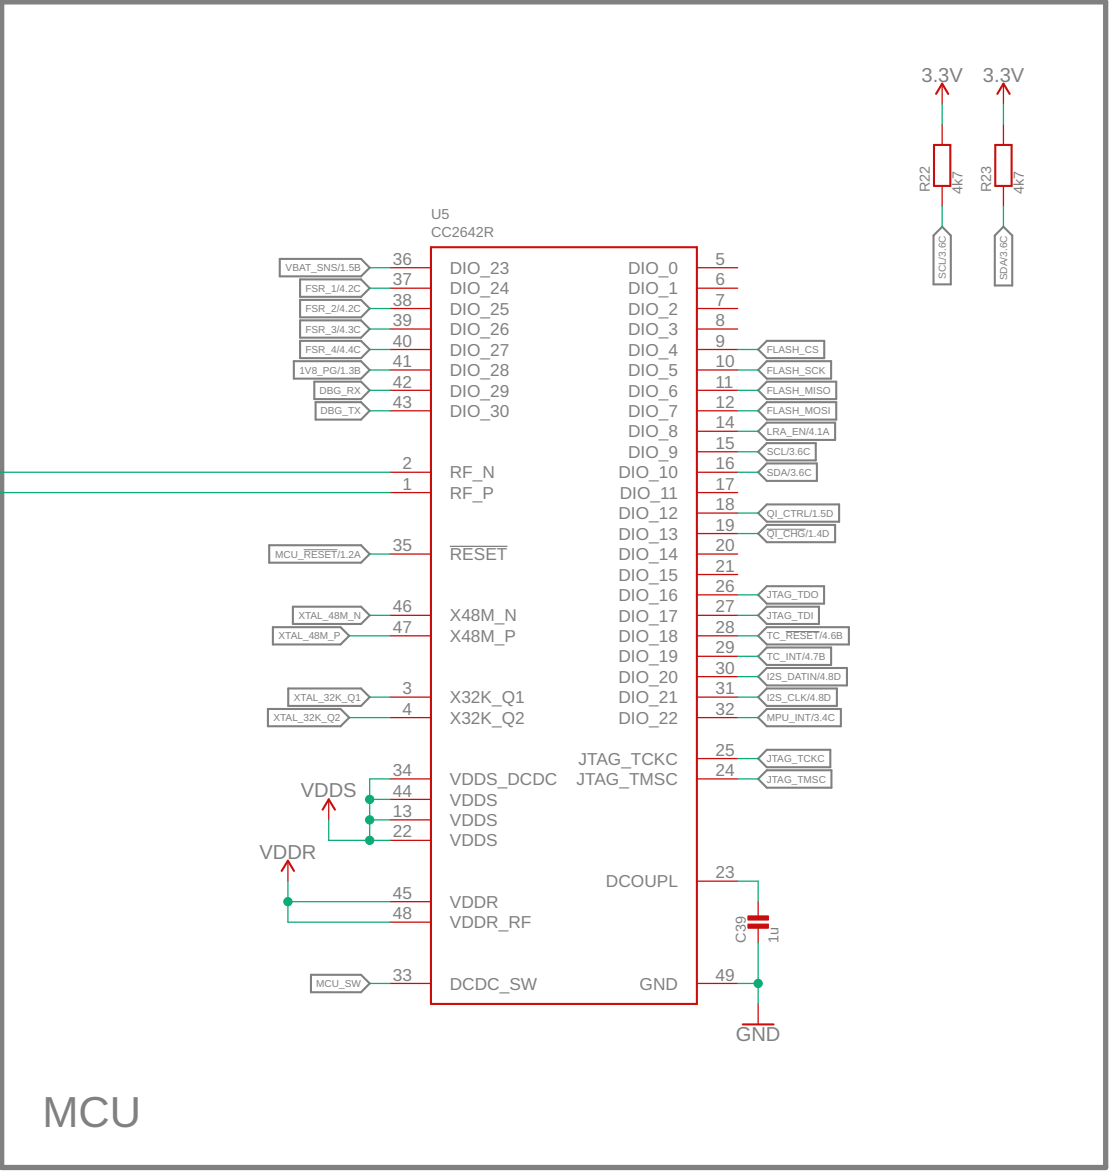 3.3V 3.3V
R22 4k7 R23 4k7
SCL/3.6C SDA/3.6C
U5
CC2642R
VBAT_SNS/1.5B 36 DIO_23 DIO_0 5
FSR_1/4.2C 37 DIO_24 DIO_1 6
FSR_2/4.2C 38 DIO_25 DIO_2 7
FSR_3/4.3C 39 DIO_26 DIO_3 8
FSR_4/4.4C 40 DIO_27 DIO_4 9 FLASH_CS
1V8_PG/1.3B 41 DIO_28 DIO_5 10 FLASH_SCK
DBG_RX 42 DIO_29 DIO_6 11 FLASH_MISO
DBG_TX 43 DIO_30 DIO_7 12 FLASH_MOSI
DIO_8 14 LRA_EN/4.1A
DIO_9 15 SCL/3.6C
2 RF_N DIO_10 16 SDA/3.6C
1 RF_P DIO_11 17
DIO_12 18 QI_CTRL/1.5D
DIO_13 19 QI_CHG/1.4D
MCU_RESET/1.2A 35 RESET DIO_14 20
DIO_15 21
DIO_16 26 JTAG_TDO
XTAL_48M_N 46 X48M_N DIO_17 27 JTAG_TDI
XTAL_48M_P 47 X48M_P DIO_18 28 TC_RESET/4.6B
DIO_19 29 TC_INT/4.7B
DIO_20 30 I2S_DATIN/4.8D
XTAL_32K_Q1 3 X32K_Q1 DIO_21 31 I2S_CLK/4.8D
XTAL_32K_Q2 4 X32K_Q2 DIO_22 32 MPU_INT/3.4C
JTAG_TCKC 25 JTAG_TCKC
34 VDDS_DCDC JTAG_TMSC 24 JTAG_TMSC
VDDS 44 VDDS
13 VDDS
22 VDDS
VDDR
DCOUPL 23
45 VDDR
48 VDDR_RF C39 1u
MCU_SW 33 DCDC_SW GND 49
GND
MCU